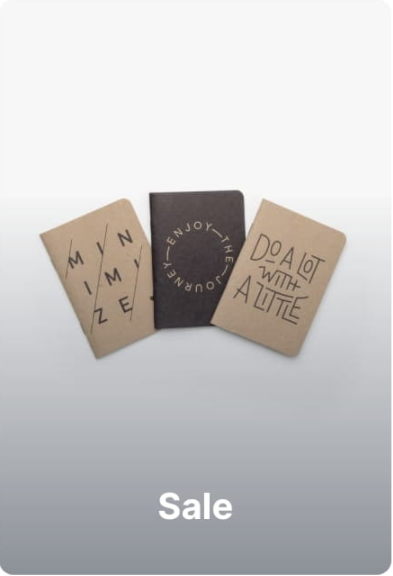 MIN
IMI
ZE
ENJOY—THE—JOURNEY—
DO A LOT
WITH
A LITTLE
Sale